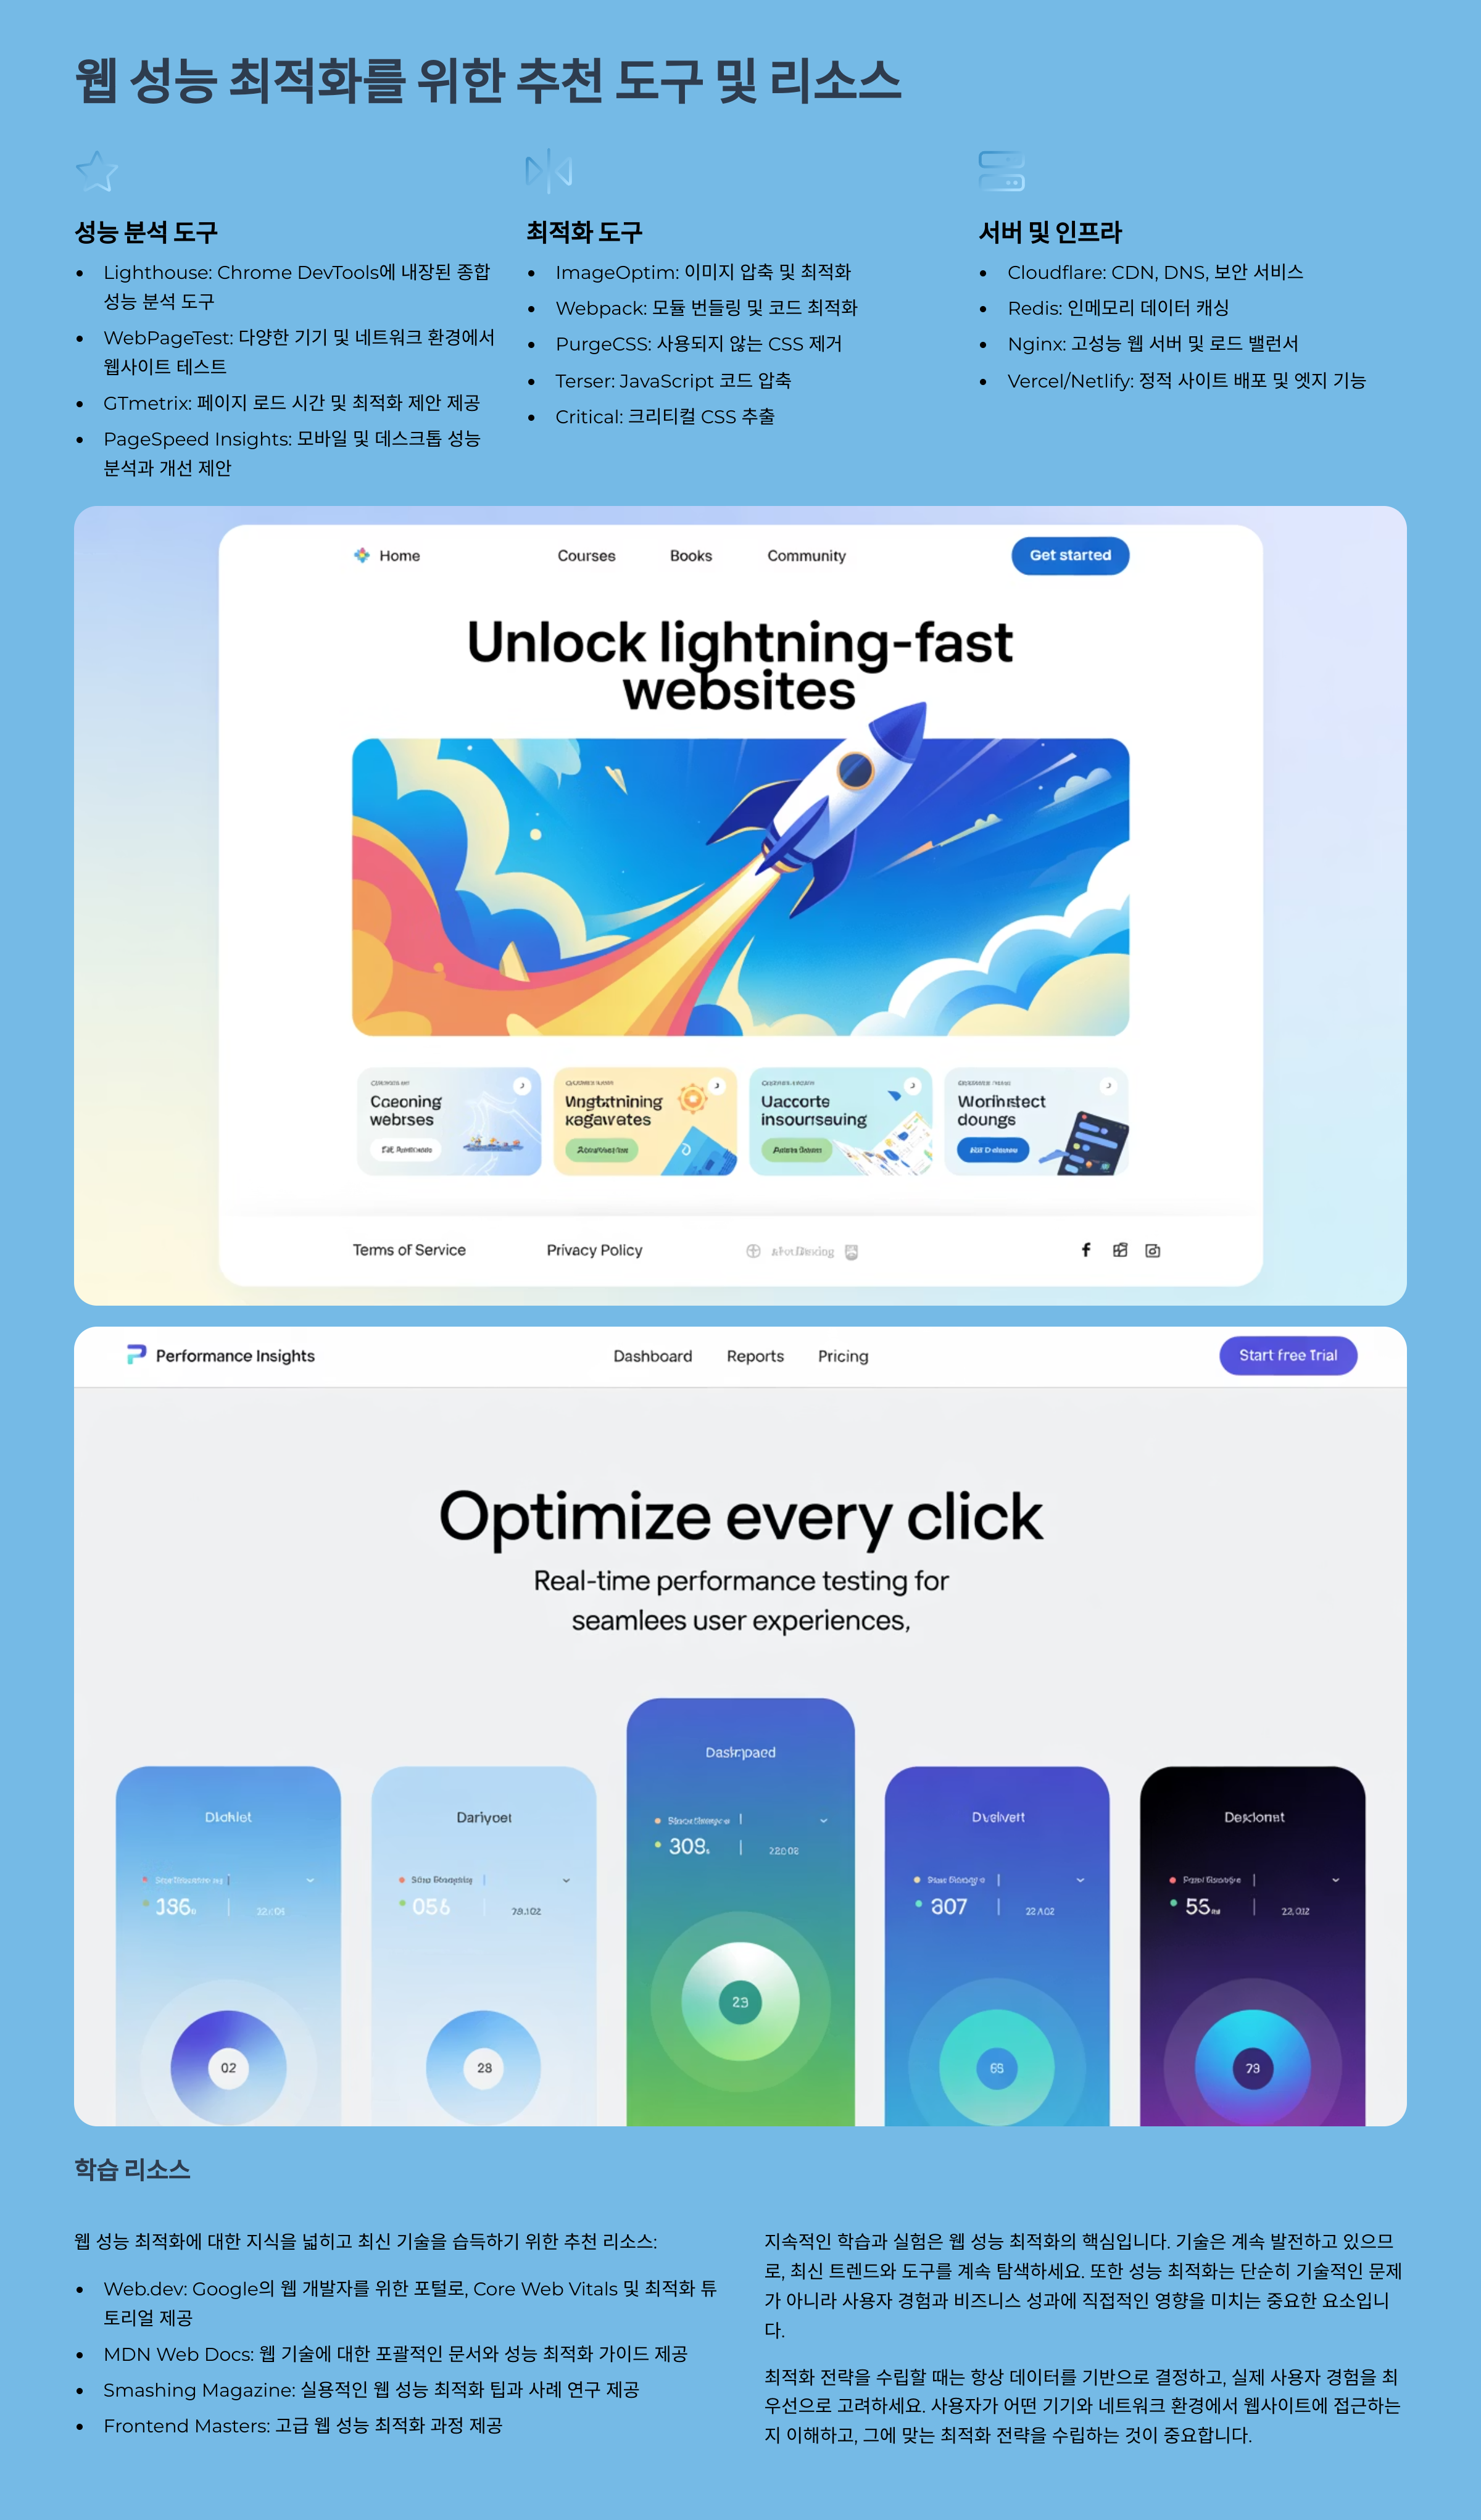 웹 성능 최적화를 위한 추천 도구 및 리소스
성능 분석 도구
Lighthouse: Chrome DevTools에 내장된 종합
성능 분석 도구
WebPageTest: 다양한 기기 및 네트워크 환경에서
웹사이트 테스트
GTmetrix: 페이지 로드 시간 및 최적화 제안 제공
PageSpeed Insights: 모바일 및 데스크톱 성능
분석과 개선 제안
최적화 도구
ImageOptim: 이미지 압축 및 최적화
Webpack: 모듈 번들링 및 코드 최적화
PurgeCSS: 사용되지 않는 CSS 제거
Terser: JavaScript 코드 압축
Critical: 크리티컬 CSS 추출
서버 및 인프라
Cloudflare: CDN, DNS, 보안 서비스
Redis: 인메모리 데이터 캐싱
Nginx: 고성능 웹 서버 및 로드 밸런서
Vercel/Netlify: 정적 사이트 배포 및 엣지 기능
Home Courses Books Community Get started
Unlock lightning-fast
websites
Terms of Service Privacy Policy
Performance Insights Dashboard Reports Pricing Start free Trial
Optimize every click
Real-time performance testing for
seamlees user experiences,
02 28 23 73
학습 리소스
웹 성능 최적화에 대한 지식을 넓히고 최신 기술을 습득하기 위한 추천 리소스:
Web.dev: Google의 웹 개발자를 위한 포털로, Core Web Vitals 및 최적화 튜
토리얼 제공
MDN Web Docs: 웹 기술에 대한 포괄적인 문서와 성능 최적화 가이드 제공
Smashing Magazine: 실용적인 웹 성능 최적화 팁과 사례 연구 제공
Frontend Masters: 고급 웹 성능 최적화 과정 제공
지속적인 학습과 실험은 웹 성능 최적화의 핵심입니다. 기술은 계속 발전하고 있으므
로, 최신 트렌드와 도구를 계속 탐색하세요. 또한 성능 최적화는 단순히 기술적인 문제
가 아니라 사용자 경험과 비즈니스 성과에 직접적인 영향을 미치는 중요한 요소입니
다.
최적화 전략을 수립할 때는 항상 데이터를 기반으로 결정하고, 실제 사용자 경험을 최
우선으로 고려하세요. 사용자가 어떤 기기와 네트워크 환경에서 웹사이트에 접근하는
지 이해하고, 그에 맞는 최적화 전략을 수립하는 것이 중요합니다.